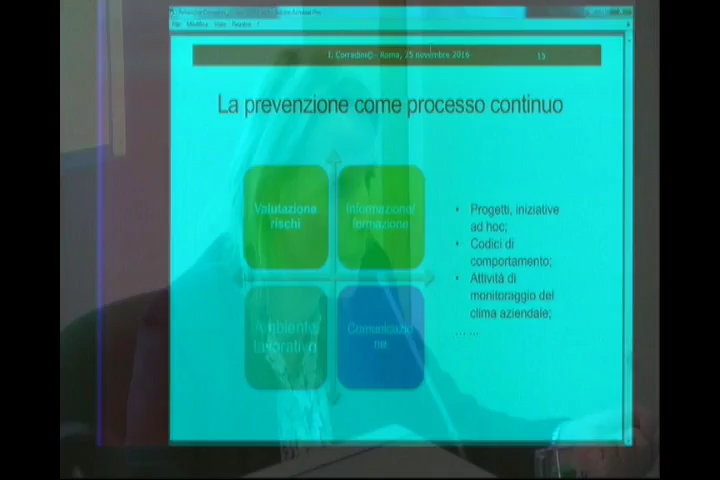 I. Corradini© - Roma, 25 novembre 2016
15
La prevenzione come processo continuo
Valutazione
rischi
Informazione/
formazione
Ambiente
Lavorativo
Comunicazio
ne
• Progetti, iniziative
ad hoc;
• Codici di
comportamento;
• Attività di
monitoraggio del
clima aziendale;
……